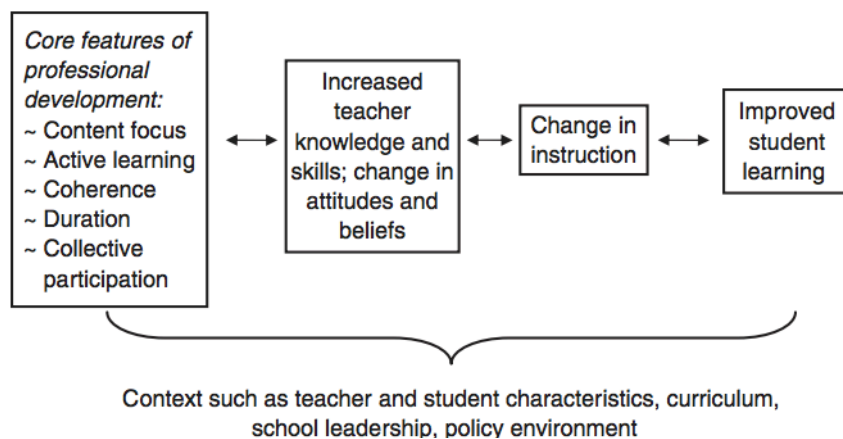 Core features of
professional
development:
~ Content focus
~ Active learning
~ Coherence
~ Duration
~ Collective
participation
Increased
teacher
knowledge and
skills; change in
attitudes and
beliefs
Change in
instruction
Improved
student
learning
Context such as teacher and student characteristics, curriculum,
school leadership, policy environment